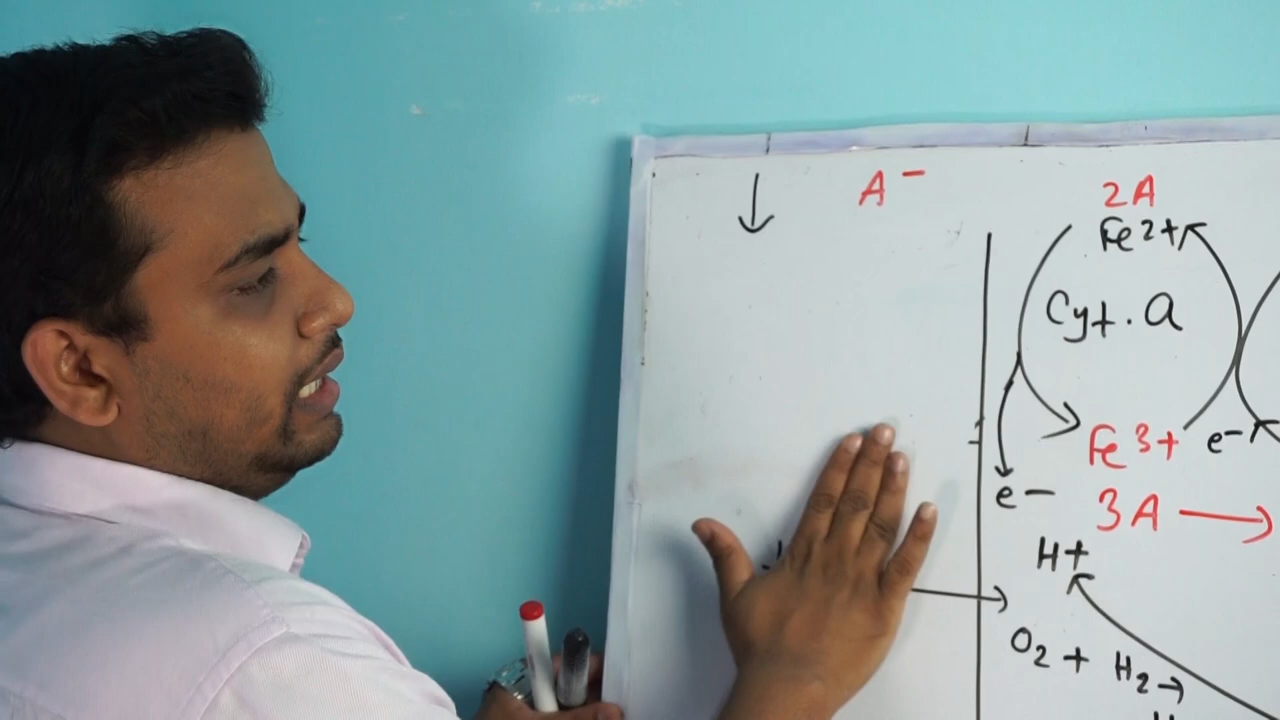 A⁻ 2A
Fe2+
Cyt. a
Fe3+ e-
e-
3A →
H+
O2 + H2 →